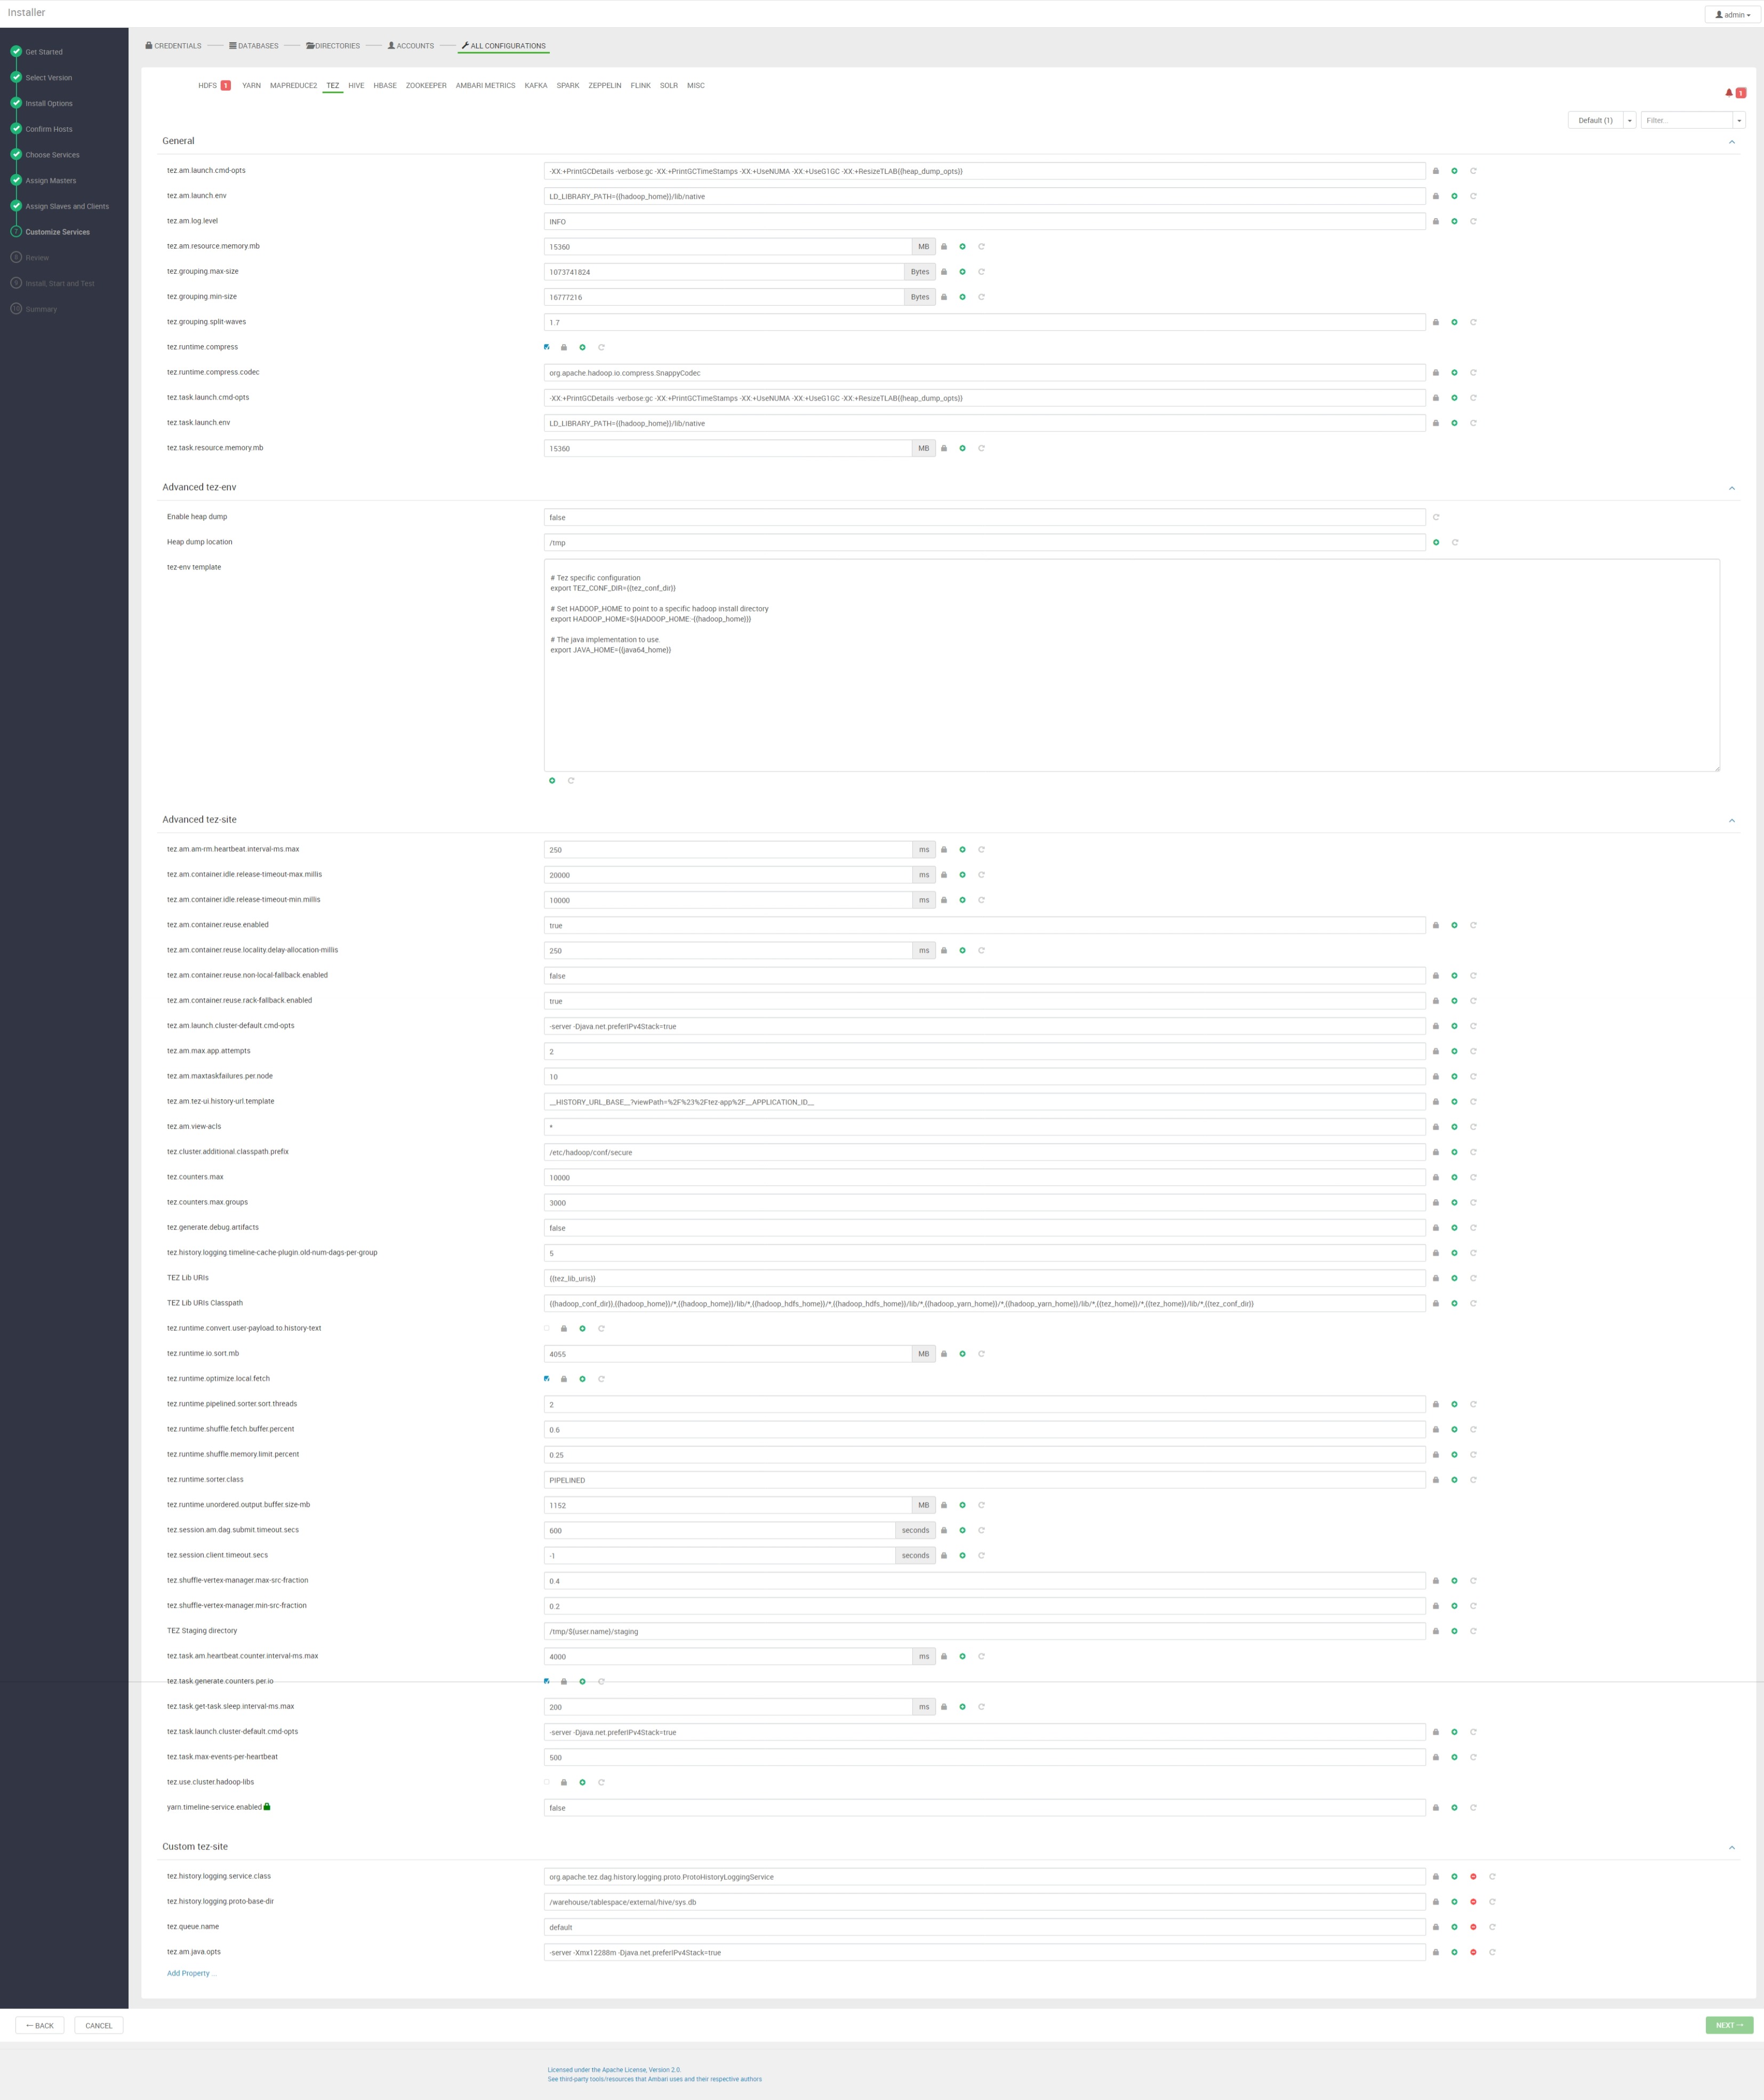 Installer
admin
Get Started
Select Version
Install Options
Confirm Hosts
Choose Services
Assign Masters
Assign Slaves and Clients
7 Customize Services
8 Review
9 Install, Start and Test
10 Summary
CREDENTIALS DATABASES DIRECTORIES ACCOUNTS ALL CONFIGURATIONS
HDFS 1 YARN MAPREDUCE2 TEZ HIVE HBASE ZOOKEEPER AMBARI METRICS KAFKA SPARK ZEPPELIN FLINK SOLR MISC
1
Default (1) Filter...
General
tez.am.launch.cmd-opts -XX:+PrintGCDetails -verbose:gc -XX:+PrintGCTimeStamps -XX:+UseNUMA -XX:+UseG1GC -XX:+ResizeTLAB{{heap_dump_opts}}
tez.am.launch.env LD_LIBRARY_PATH={{hadoop_home}}/lib/native
tez.am.log.level INFO
tez.am.resource.memory.mb 15360 MB
tez.grouping.max-size 1073741824 Bytes
tez.grouping.min-size 16777216 Bytes
tez.grouping.split-waves 1.7
tez.runtime.compress
tez.runtime.compress.codec org.apache.hadoop.io.compress.SnappyCodec
tez.task.launch.cmd-opts -XX:+PrintGCDetails -verbose:gc -XX:+PrintGCTimeStamps -XX:+UseNUMA -XX:+UseG1GC -XX:+ResizeTLAB{{heap_dump_opts}}
tez.task.launch.env LD_LIBRARY_PATH={{hadoop_home}}/lib/native
tez.task.resource.memory.mb 15360 MB
Advanced tez-env
Enable heap dump false
Heap dump location /tmp
tez-env template
# Tez specific configuration
export TEZ_CONF_DIR={{tez_conf_dir}}
# Set HADOOP_HOME to point to a specific hadoop install directory
export HADOOP_HOME=${HADOOP_HOME:-{{hadoop_home}}}
# The java implementation to use.
export JAVA_HOME={{java64_home}}
Advanced tez-site
tez.am.am-rm.heartbeat.interval-ms.max 250 ms
tez.am.container.idle.release-timeout-max.millis 20000 ms
tez.am.container.idle.release-timeout-min.millis 10000 ms
tez.am.container.reuse.enabled true
tez.am.container.reuse.locality.delay-allocation-millis 250 ms
tez.am.container.reuse.non-local-fallback.enabled false
tez.am.container.reuse.rack-fallback.enabled true
tez.am.launch.cluster-default.cmd-opts -server -Djava.net.preferIPv4Stack=true
tez.am.max.app.attempts 2
tez.am.maxtaskfailures.per.node 10
tez.am.tez-ui.history-url.template __HISTORY_URL_BASE__?viewPath=%2F%23%2Ftez-app%2F__APPLICATION_ID__
tez.am.view-acls *
tez.cluster.additional.classpath.prefix /etc/hadoop/conf/secure
tez.counters.max 10000
tez.counters.max.groups 3000
tez.generate.debug.artifacts false
tez.history.logging.timeline-cache-plugin.old-num-dags-per-group 5
TEZ Lib URIs {{tez_lib_uris}}
TEZ Lib URIs Classpath {{hadoop_conf_dir}},{{hadoop_home}}/*,{{hadoop_home}}/lib/*,{{hadoop_hdfs_home}}/*,{{hadoop_hdfs_home}}/lib/*,{{hadoop_yarn_home}}/*,{{hadoop_yarn_home}}/lib/*,{{tez_home}}/*,{{tez_home}}/lib/*,{{tez_conf_dir}}
tez.runtime.convert.user-payload.to.history-text
tez.runtime.io.sort.mb 4055 MB
tez.runtime.optimize.local.fetch
tez.runtime.pipelined.sorter.sort.threads 2
tez.runtime.shuffle.fetch.buffer.percent 0.6
tez.runtime.shuffle.memory.limit.percent 0.25
tez.runtime.sorter.class PIPELINED
tez.runtime.unordered.output.buffer.size-mb 1152 MB
tez.session.am.dag.submit.timeout.secs 600 seconds
tez.session.client.timeout.secs -1 seconds
tez.shuffle-vertex-manager.max-src-fraction 0.4
tez.shuffle-vertex-manager.min-src-fraction 0.2
TEZ Staging directory /tmp/${user.name}/staging
tez.task.am.heartbeat.counter.interval-ms.max 4000 ms
tez.task.generate.counters.per.io
tez.task.get-task.sleep.interval-ms.max 200 ms
tez.task.launch.cluster-default.cmd-opts -server -Djava.net.preferIPv4Stack=true
tez.task.max-events-per-heartbeat 500
tez.use.cluster.hadoop-libs
yarn.timeline-service.enabled false
Custom tez-site
tez.history.logging.service.class org.apache.tez.dag.history.logging.proto.ProtoHistoryLoggingService
tez.history.logging.proto-base-dir /warehouse/tablespace/external/hive/sys.db
tez.queue.name default
tez.am.java.opts -server -Xmx12288m -Djava.net.preferIPv4Stack=true
Add Property ...
← BACK CANCEL NEXT →
Licensed under the Apache License, Version 2.0.
See third-party tools/resources that Ambari uses and their respective authors